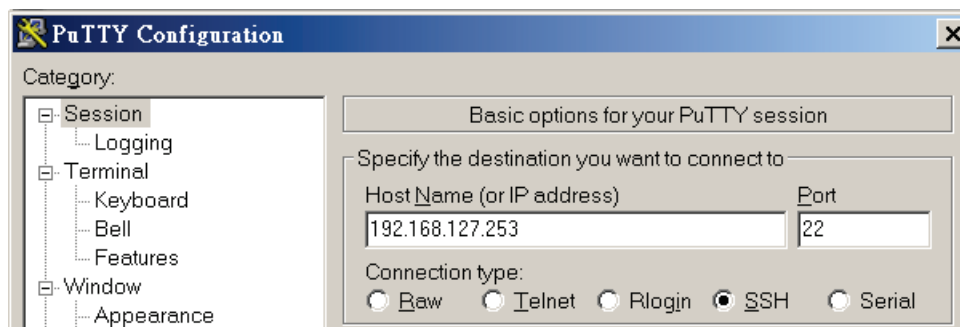 PuTTY Configuration
Category:
Session
Logging
Terminal
Keyboard
Bell
Features
Window
Appearance
Basic options for your PuTTY session
Specify the destination you want to connect to
Host Name (or IP address) Port
192.168.127.253 22
Connection type:
Raw Telnet Rlogin SSH Serial